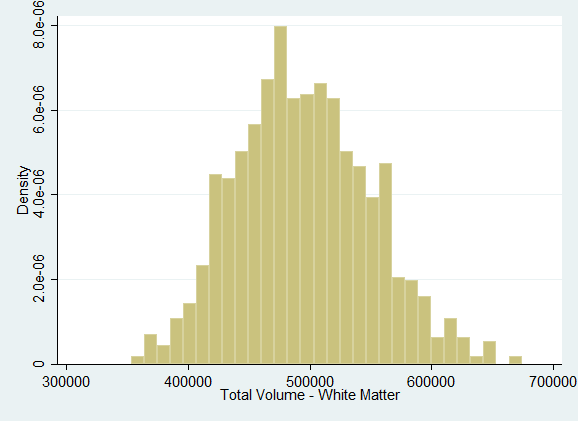 8.0e-06
6.0e-06
4.0e-06
2.0e-06
0
Density
300000 400000 500000 600000 700000
Total Volume - White Matter